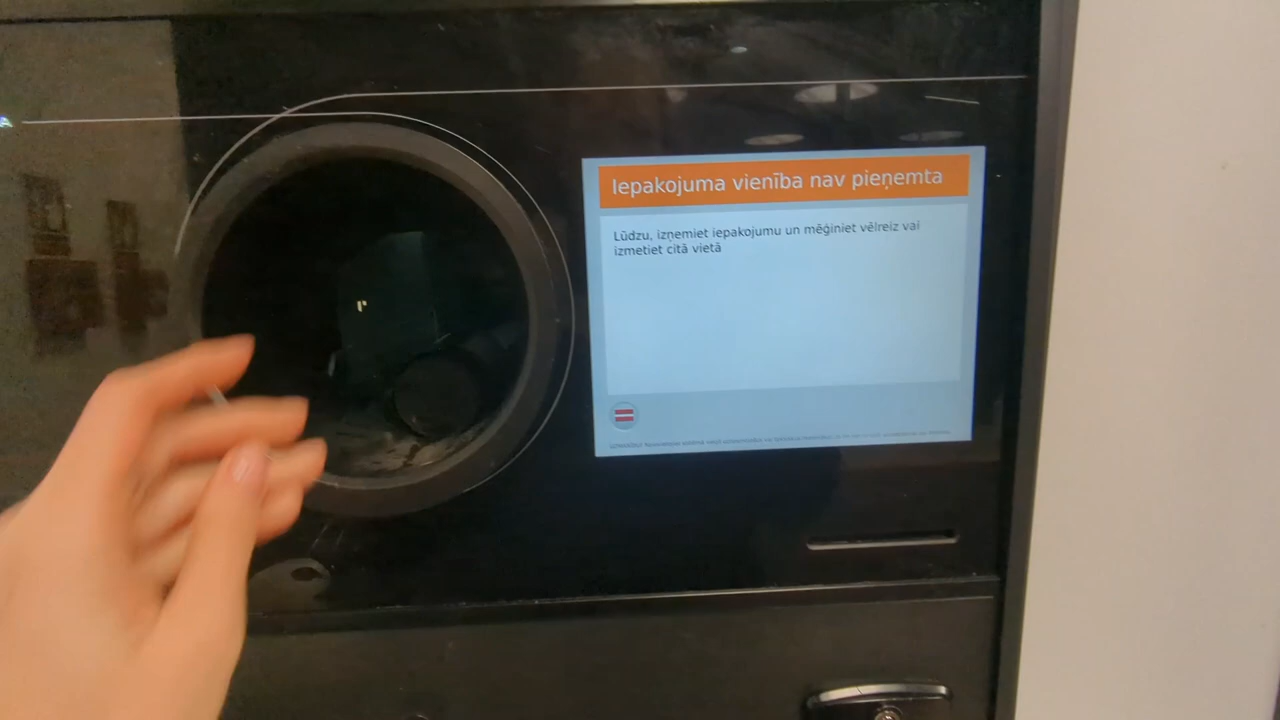 Iepakojuma vienība nav pieņemta
Lūdzu, izņemiet iepakojumu un mēģiniet vēlreiz vai
izmetiet citā vietā